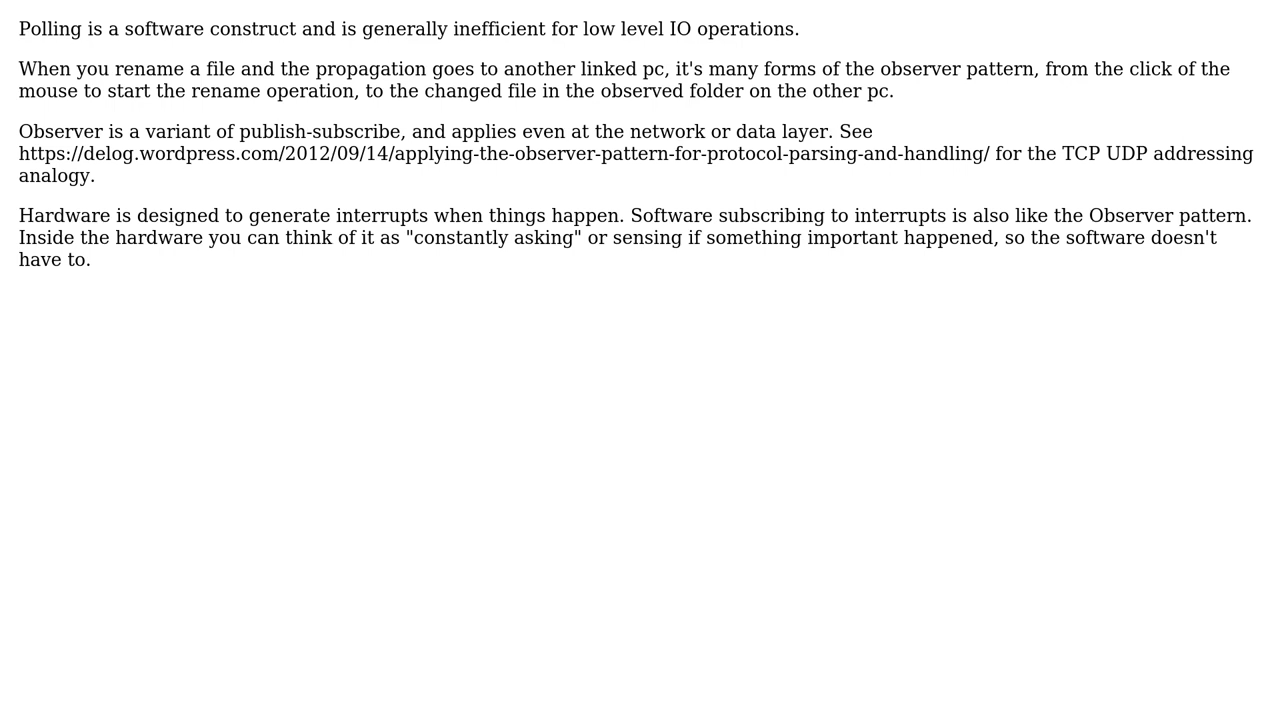 Polling is a software construct and is generally inefficient for low level IO operations.
When you rename a file and the propagation goes to another linked pc, it's many forms of the observer pattern, from the click of the
mouse to start the rename operation, to the changed file in the observed folder on the other pc.
Observer is a variant of publish-subscribe, and applies even at the network or data layer. See
https://delog.wordpress.com/2012/09/14/applying-the-observer-pattern-for-protocol-parsing-and-handling/ for the TCP UDP addressing
analogy.
Hardware is designed to generate interrupts when things happen. Software subscribing to interrupts is also like the Observer pattern.
Inside the hardware you can think of it as "constantly asking" or sensing if something important happened, so the software doesn't
have to.